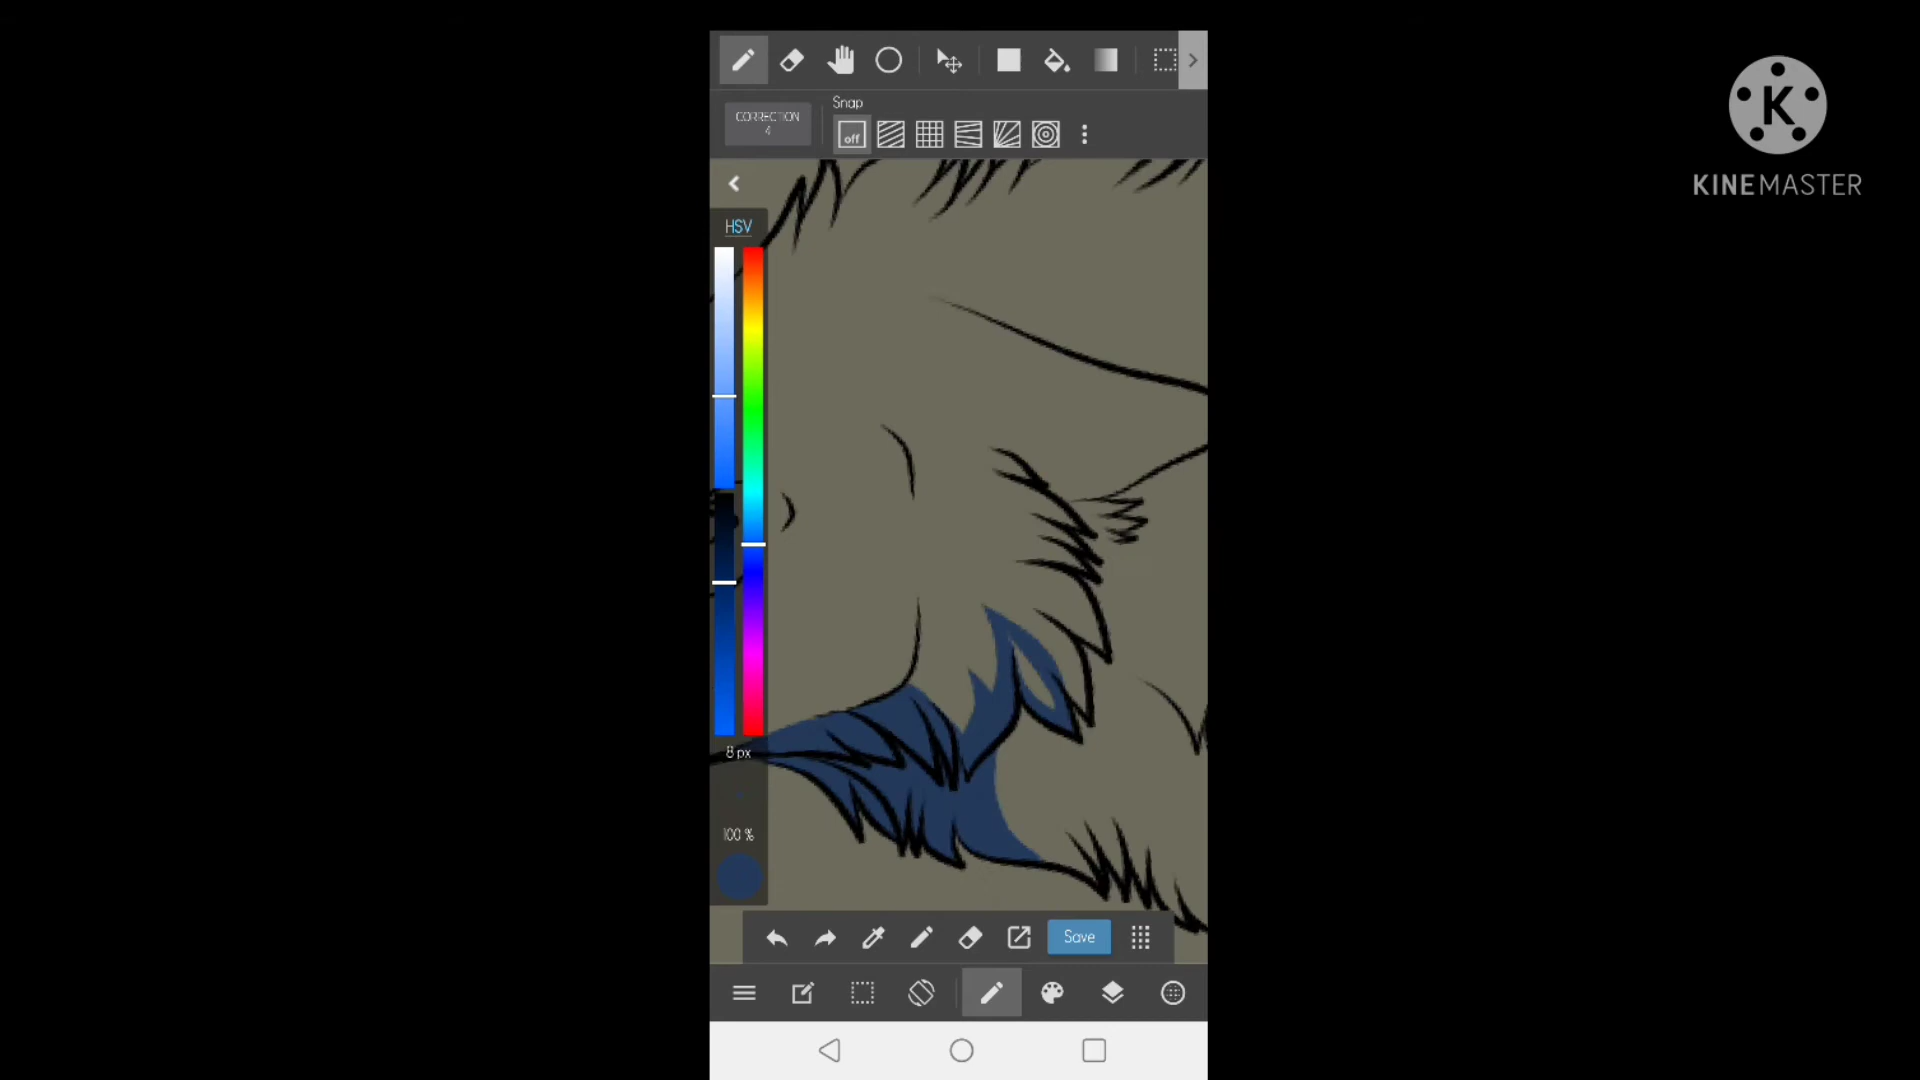 CORRECTION
4
Snap
off
HSV
8 px
100 %
Save
K
KINEMASTER